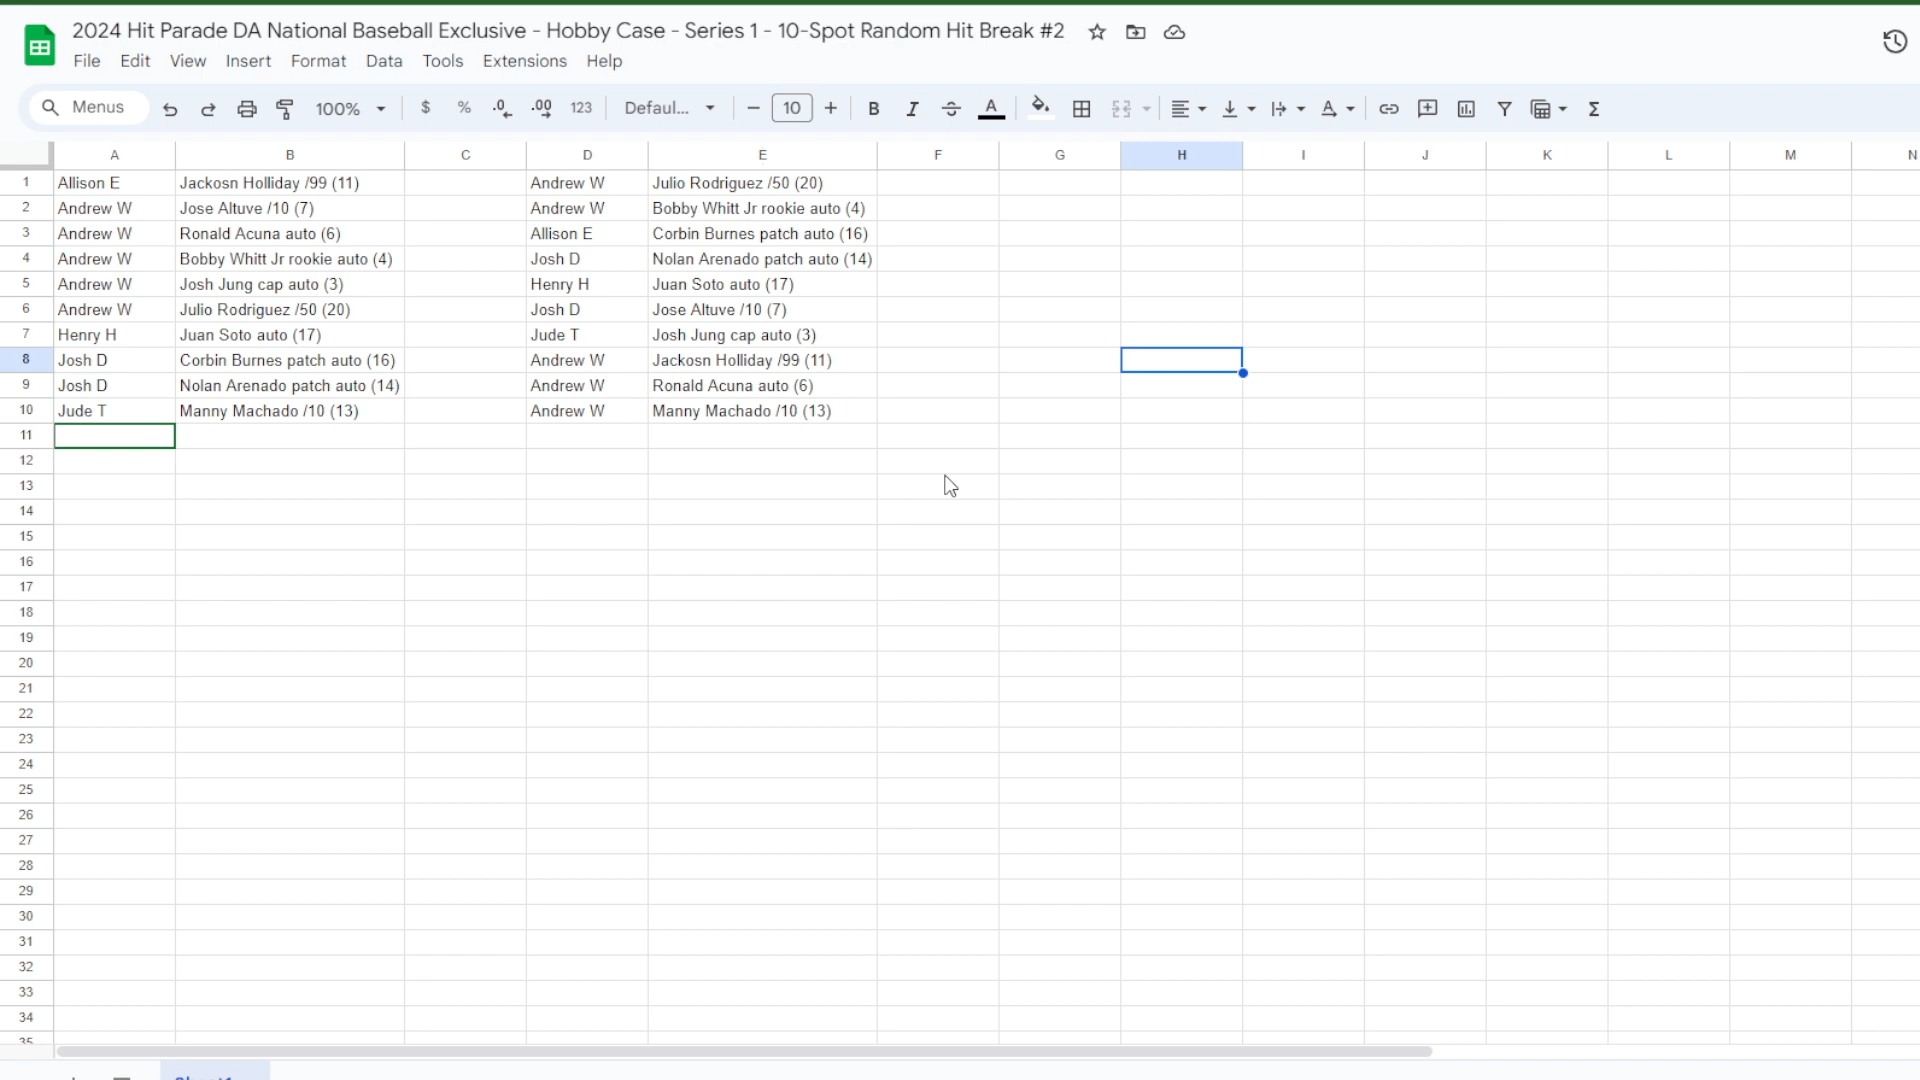 2024 Hit Parade DA National Baseball Exclusive - Hobby Case - Series 1 - 10-Spot Random Hit Break #2
File Edit View Insert Format Data Tools Extensions Help
Menus 100% $ % .0 .00 123 Defaul... 10 B I A
A B C D E F G H I J K L M N
1 Allison E Jackosn Holliday /99 (11) Andrew W Julio Rodriguez /50 (20)
2 Andrew W Jose Altuve /10 (7) Andrew W Bobby Whitt Jr rookie auto (4)
3 Andrew W Ronald Acuna auto (6) Allison E Corbin Burnes patch auto (16)
4 Andrew W Bobby Whitt Jr rookie auto (4) Josh D Nolan Arenado patch auto (14)
5 Andrew W Josh Jung cap auto (3) Henry H Juan Soto auto (17)
6 Andrew W Julio Rodriguez /50 (20) Josh D Jose Altuve /10 (7)
7 Henry H Juan Soto auto (17) Jude T Josh Jung cap auto (3)
8 Josh D Corbin Burnes patch auto (16) Andrew W Jackosn Holliday /99 (11)
9 Josh D Nolan Arenado patch auto (14) Andrew W Ronald Acuna auto (6)
10 Jude T Manny Machado /10 (13) Andrew W Manny Machado /10 (13)
11
12
13
14
15
16
17
18
19
20
21
22
23
24
25
26
27
28
29
30
31
32
33
34
35